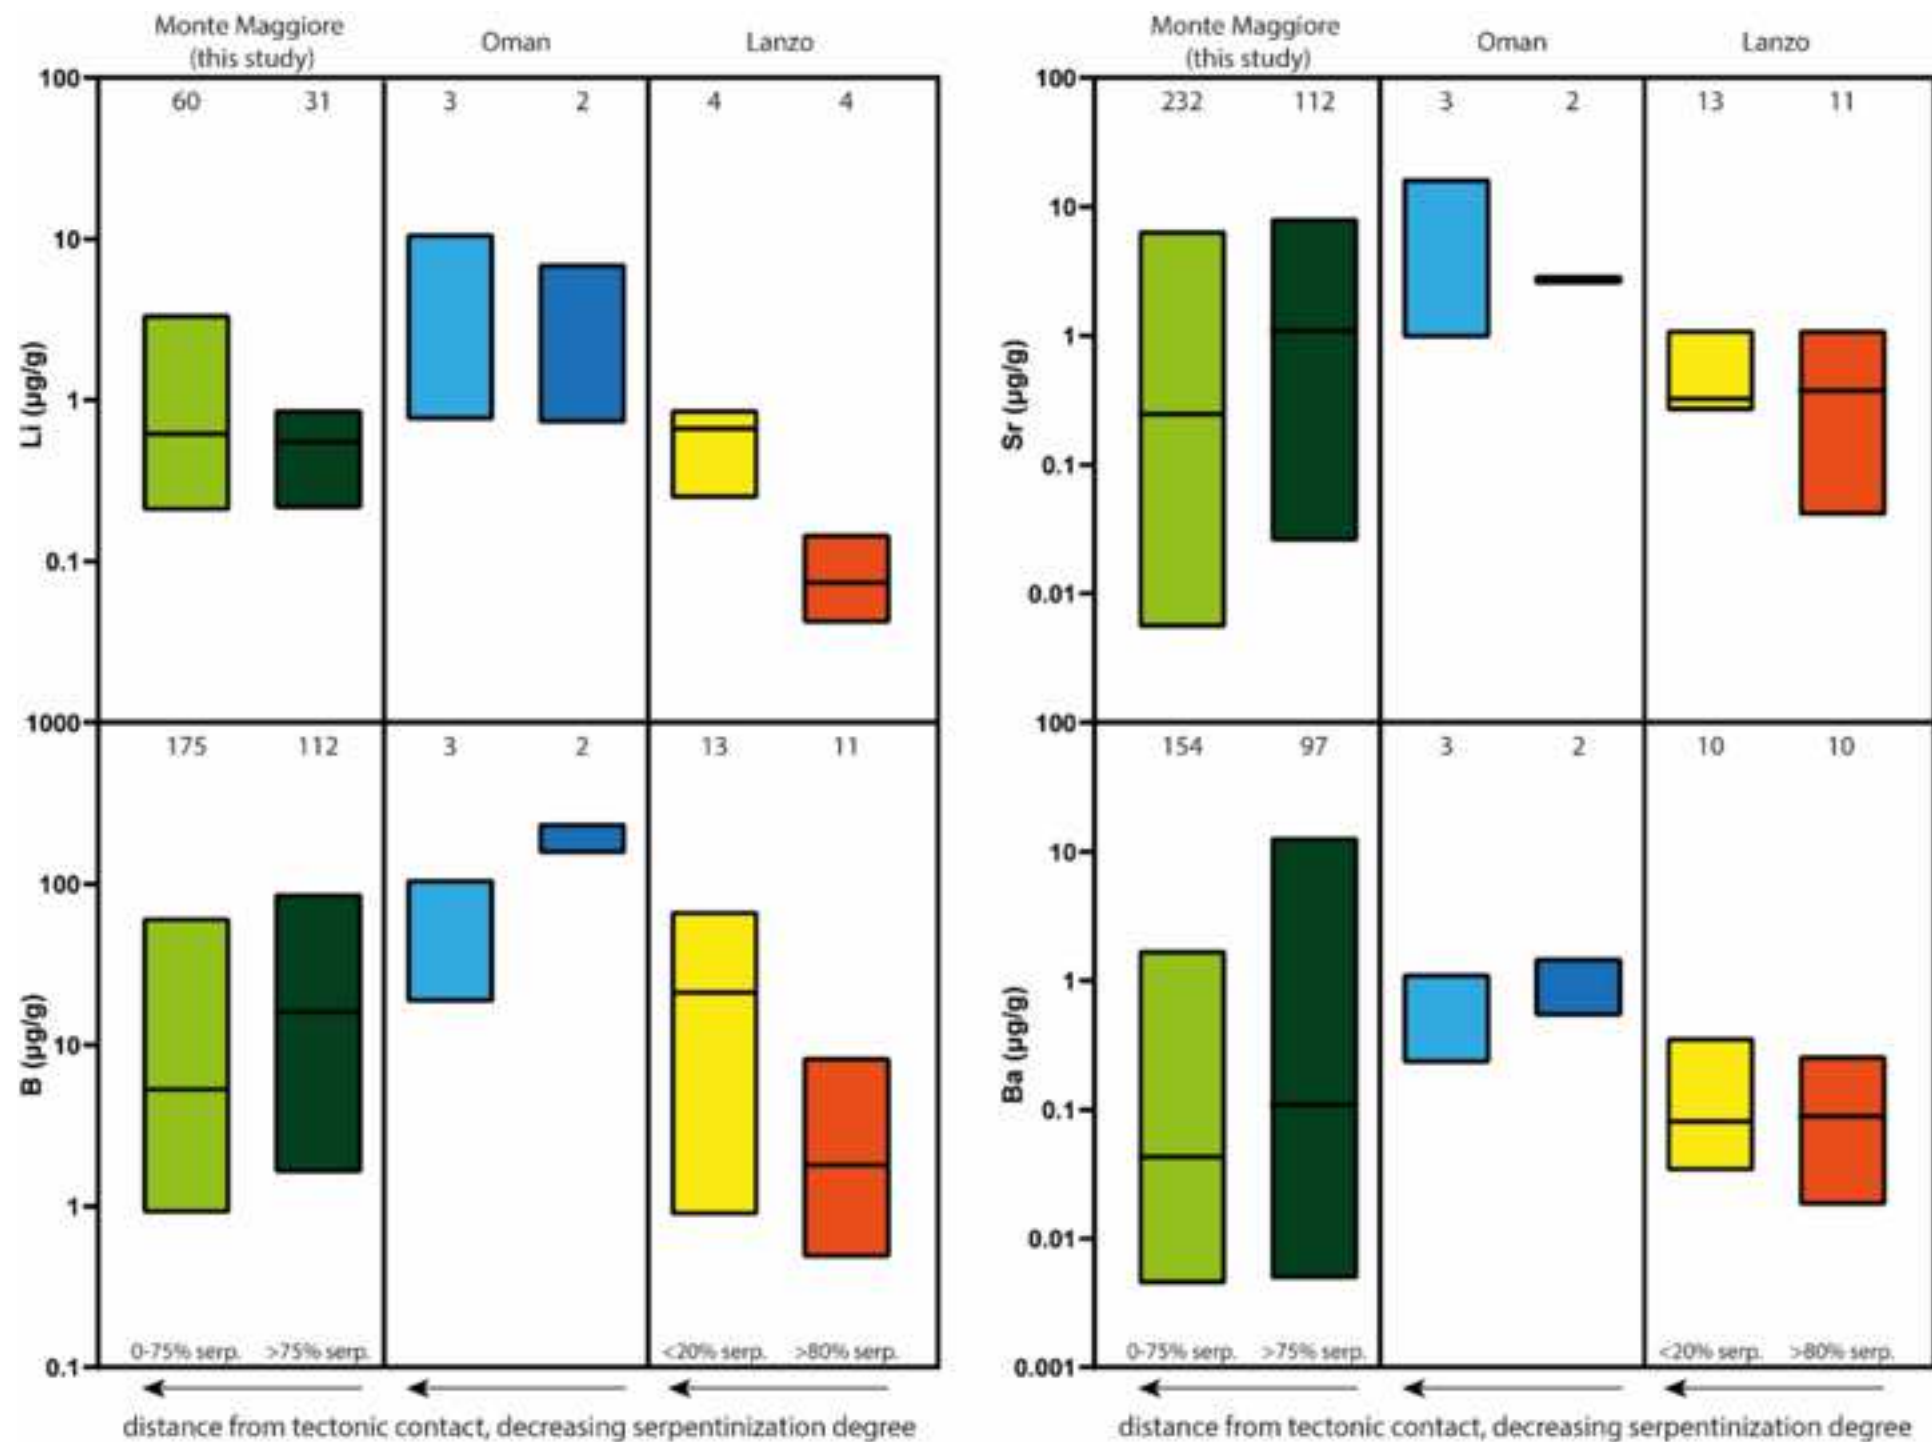 Monte Maggiore
(this study)
Oman
Lanzo
100
60
31
3
2
4
4
10
1
0.1
Li (µg/g)
1000
175
112
3
2
13
11
100
10
1
0.1
B (µg/g)
0-75% serp.
>75% serp.
<20% serp.
>80% serp.
distance from tectonic contact, decreasing serpentinization degree
Monte Maggiore
(this study)
Oman
Lanzo
100
232
112
3
2
13
11
10
1
0.1
0.01
Sr (µg/g)
100
154
97
3
2
10
10
10
1
0.1
0.01
0.001
Ba (µg/g)
0-75% serp.
>75% serp.
<20% serp.
>80% serp.
distance from tectonic contact, decreasing serpentinization degree